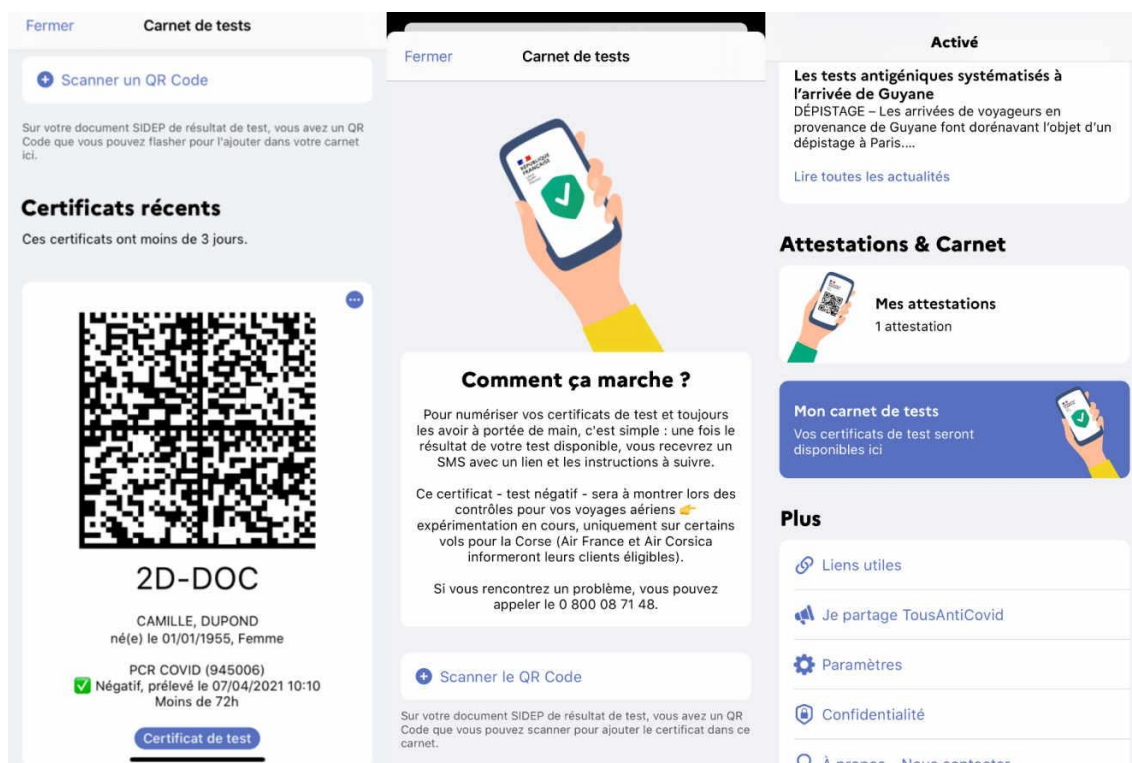 Fermer
Carnet de tests
Scanner un QR Code
Sur votre document SIDEP de résultat de test, vous avez un QR
Code que vous pouvez flasher pour l'ajouter dans votre carnet
ici.
Certificats récents
Ces certificats ont moins de 3 jours.
2D-DOC
CAMILLE, DUPOND
né(e) le 01/01/1955, Femme
PCR COVID (945006)
✅ Négatif, prélevé le 07/04/2021 10:10
Moins de 72h
Certificat de test
Fermer
Carnet de tests
RÉPUBLIQUE
FRANÇAISE
Comment ça marche ?
Pour numériser vos certificats de test et toujours
les avoir à portée de main, c'est simple : une fois le
résultat de votre test disponible, vous recevrez un
SMS avec un lien et les instructions à suivre.
Ce certificat - test négatif - sera à montrer lors des
contrôles pour vos voyages aériens 👉
expérimentation en cours, uniquement sur certains
vols pour la Corse (Air France et Air Corsica
informeront leurs clients éligibles).
Si vous rencontrez un problème, vous pouvez
appeler le 0 800 08 71 48.
Scanner le QR Code
Sur votre document SIDEP de résultat de test, vous avez un QR
Code que vous pouvez scanner pour ajouter le certificat dans ce
carnet.
Activé
Les tests antigéniques systématisés à
l'arrivée de Guyane
DÉPISTAGE – Les arrivées de voyageurs en
provenance de Guyane font dorénavant l'objet d'un
dépistage à Paris....
Lire toutes les actualités
Attestations & Carnet
Mes attestations
1 attestation
Mon carnet de tests
Vos certificats de test seront
disponibles ici
Plus
Liens utiles
Je partage TousAntiCovid
Paramètres
Confidentialité
À propos - Nous contacter